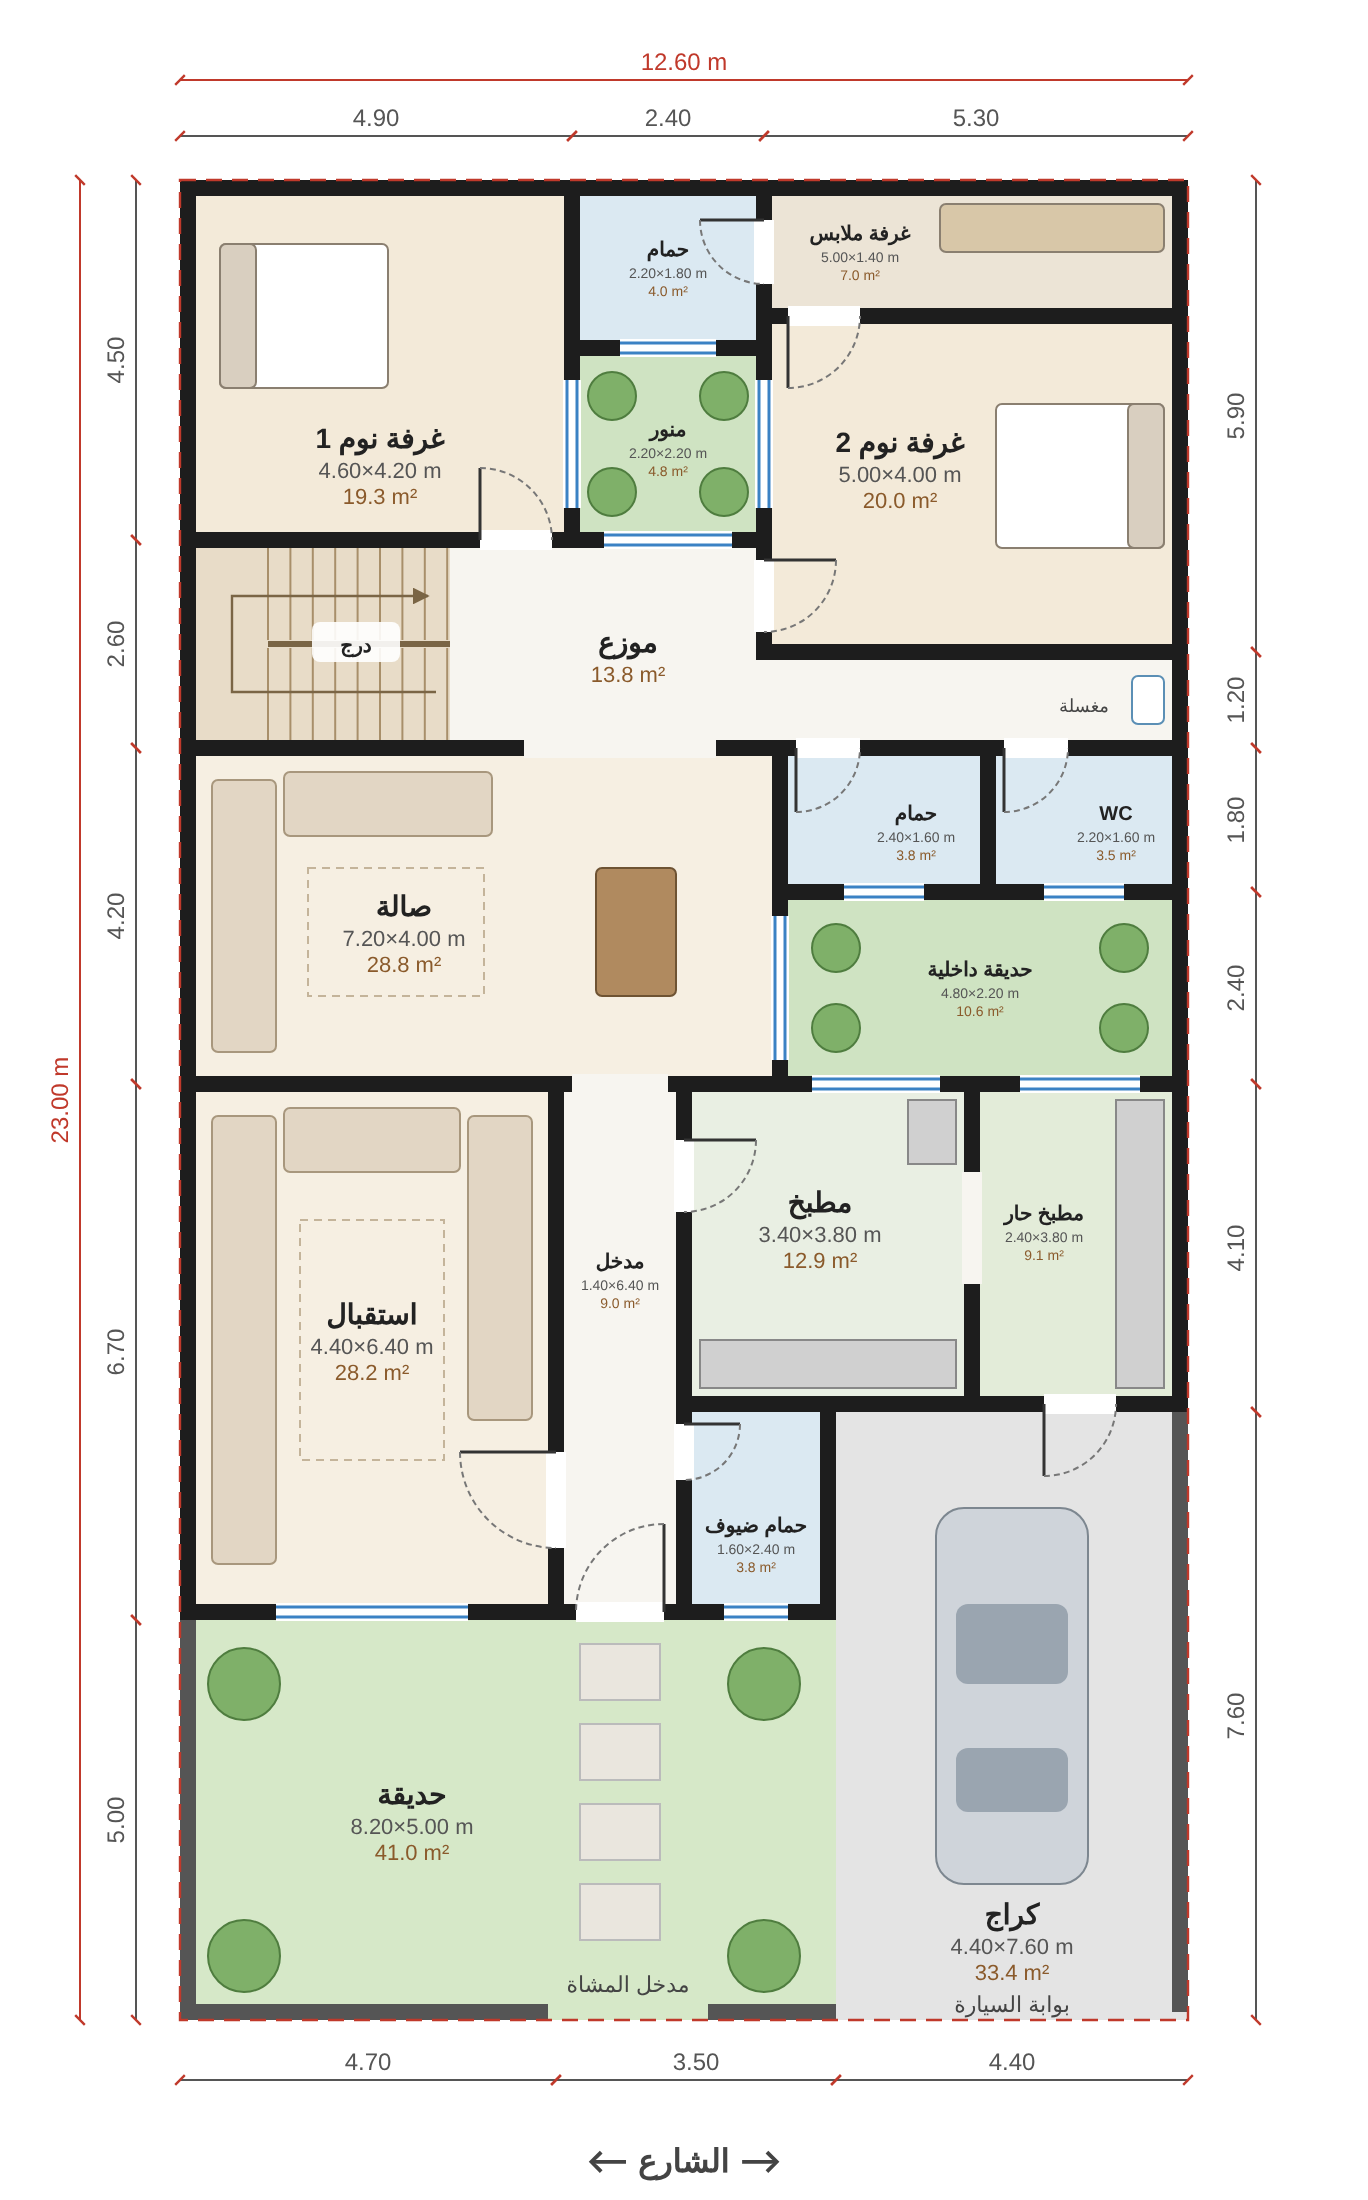 12.60 m
4.90
2.40
5.30
حمام
2.20×1.80 m
4.0 m²
غرفة ملابس
5.00×1.40 m
7.0 m²
4.50
غرفة نوم 1
4.60×4.20 m
19.3 m²
منور
2.20×2.20 m
4.8 m²
غرفة نوم 2
5.00×4.00 m
20.0 m²
5.90
2.60
درج
موزع
13.8 m²
مغسلة
1.20
حمام
2.40×1.60 m
3.8 m²
WC
2.20×1.60 m
3.5 m²
1.80
4.20
صالة
7.20×4.00 m
28.8 m²
حديقة داخلية
4.80×2.20 m
10.6 m²
2.40
23.00 m
مطبخ
3.40×3.80 m
12.9 m²
مطبخ حار
2.40×3.80 m
9.1 m²
4.10
مدخل
1.40×6.40 m
9.0 m²
6.70
استقبال
4.40×6.40 m
28.2 m²
حمام ضيوف
1.60×2.40 m
3.8 m²
7.60
5.00
حديقة
8.20×5.00 m
41.0 m²
كراج
4.40×7.60 m
33.4 m²
مدخل المشاة
بوابة السيارة
4.70
3.50
4.40
← الشارع →